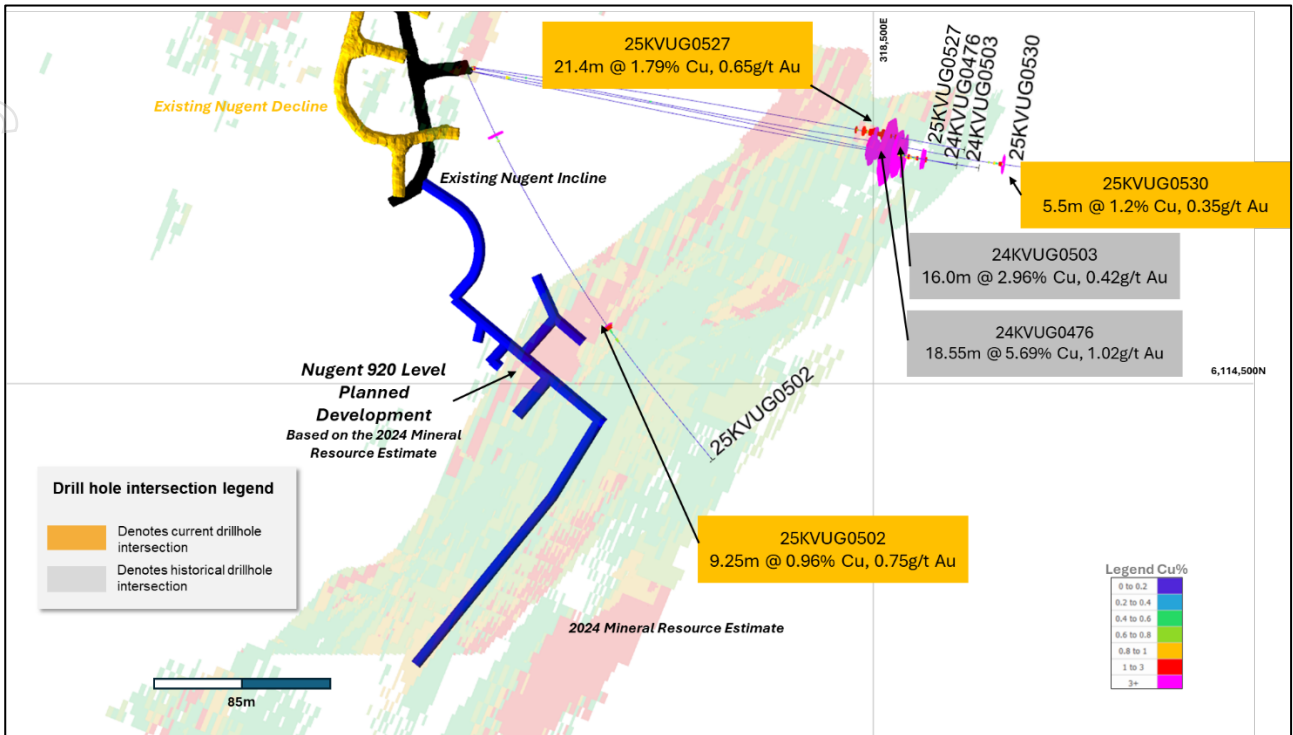 25KVUG0527
21.4m @ 1.79% Cu, 0.65g/t Au
318,500E
25KVUG0527
24KVUG0476
24KVUG0503
25KVUG0530
Existing Nugent Decline
Existing Nugent Incline
25KVUG0530
5.5m @ 1.2% Cu, 0.35g/t Au
24KVUG0503
16.0m @ 2.96% Cu, 0.42g/t Au
24KVUG0476
18.55m @ 5.69% Cu, 1.02g/t Au
6,114,500N
Nugent 920 Level
Planned
Development
Based on the 2024 Mineral
Resource Estimate
25KVUG0502
Drill hole intersection legend
Denotes current drillhole
intersection
Denotes historical drillhole
intersection
25KVUG0502
9.25m @ 0.96% Cu, 0.75g/t Au
2024 Mineral Resource Estimate
85m
Legend Cu%
0 to 0.2
0.2 to 0.4
0.4 to 0.6
0.6 to 0.8
0.8 to 1
1 to 3
3+